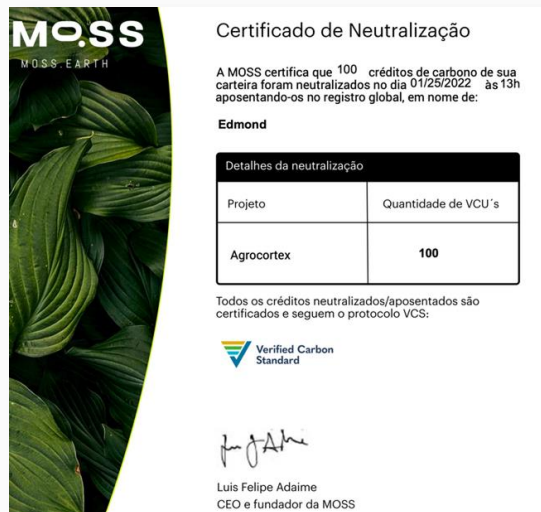 MOSS
MOSS.EARTH
Certificado de Neutralização
A MOSS certifica que 100 créditos de carbono de sua
carteira foram neutralizados no dia 01/25/2022 às 13h
aposentando-os no registro global, em nome de:
Edmond
Detalhes da neutralização
Projeto Quantidade de VCU´s
Agrocortex 100
Todos os créditos neutralizados/aposentados são
certificados e seguem o protocolo VCS:
Verified Carbon
Standard
Luis Felipe Adaime
CEO e fundador da MOSS